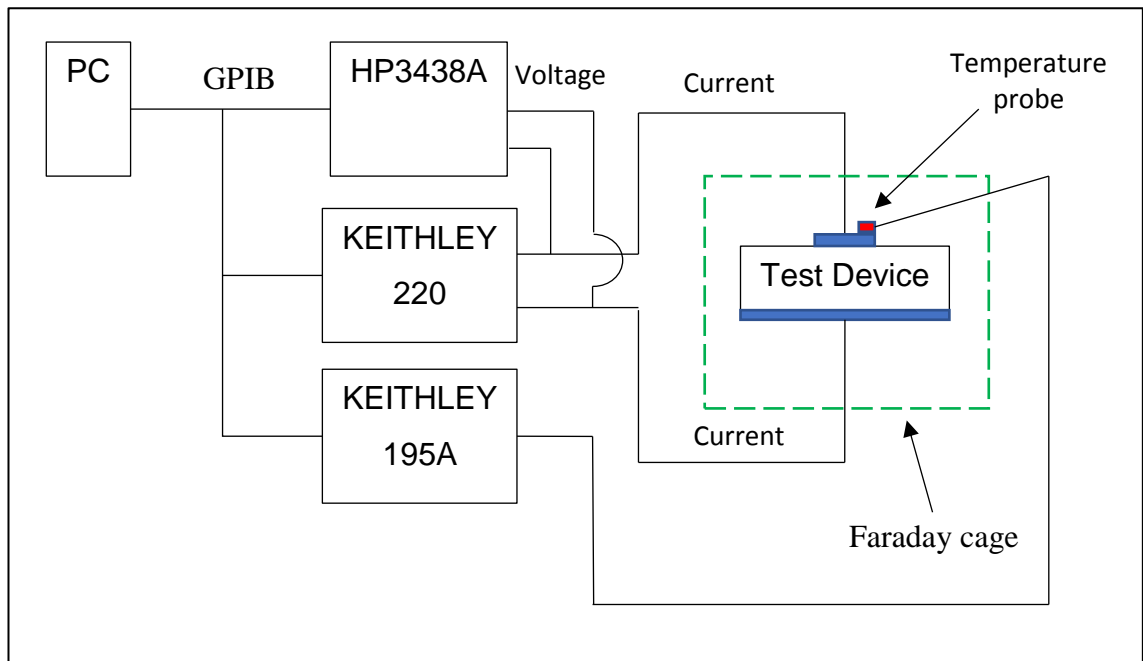 PC
GPIB
HP3438A
Voltage
Current
Temperature
probe
KEITHLEY
220
Test Device
KEITHLEY
195A
Current
Faraday cage